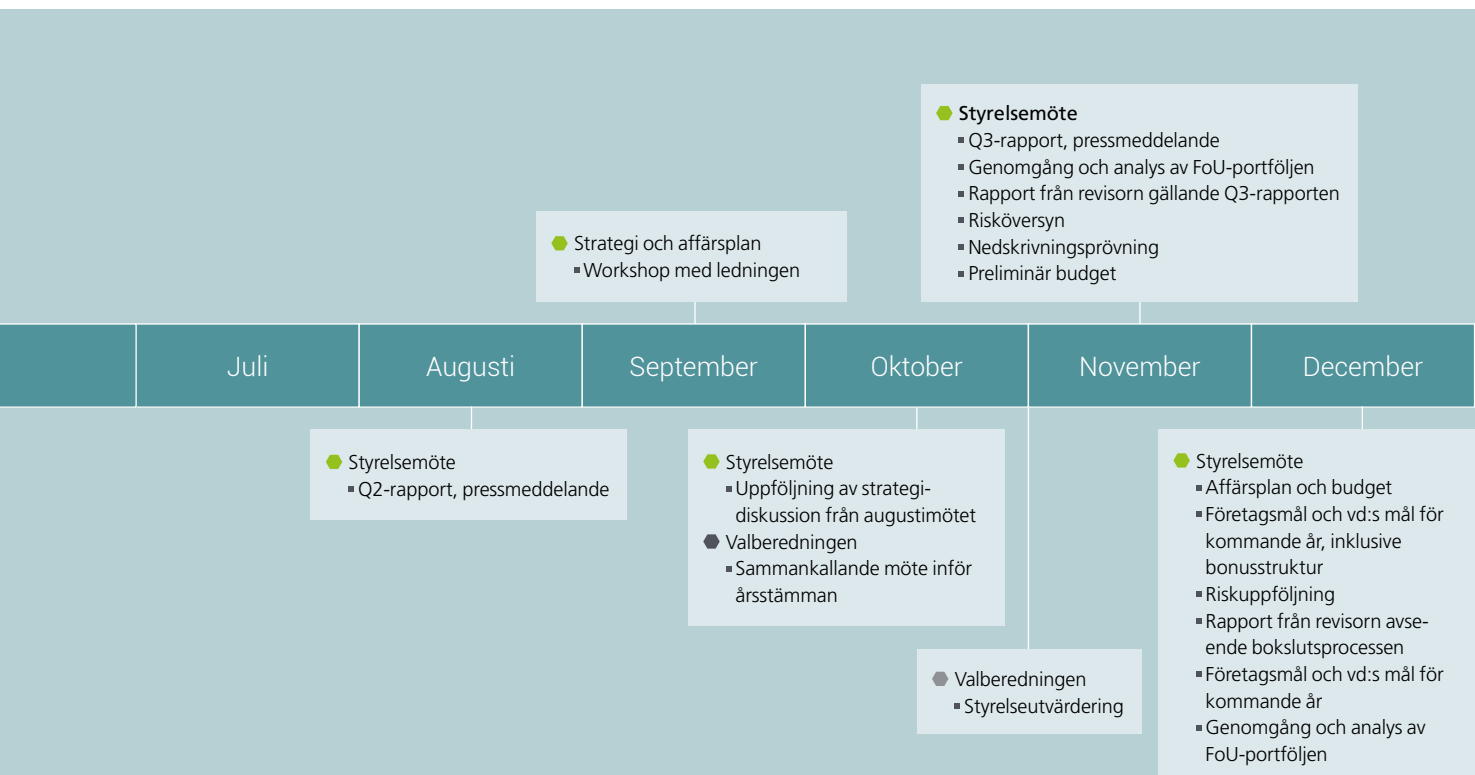 Styrelsemöte
Q3-rapport, pressmeddelande
Genomgång och analys av FoU-portföljen
Rapport från revisorn gällande Q3-rapporten
Risköversyn
Nedskrivningsprövning
Preliminär budget
Strategi och affärsplan
Workshop med ledningen
Juli
Augusti
September
Oktober
November
December
Styrelsemöte
Q2-rapport, pressmeddelande
Styrelsemöte
Uppföljning av strategi-
diskussion från augustimötet
Valberedningen
Sammankallande möte inför
årsstämman
Valberedningen
Styrelseutvärdering
Styrelsemöte
Affärsplan och budget
Företagsmål och vd:s mål för
kommande år, inklusive
bonusstruktur
Riskuppföljning
Rapport från revisorn avse-
ende bokslutsprocessen
Företagsmål och vd:s mål för
kommande år
Genomgång och analys av
FoU-portföljen